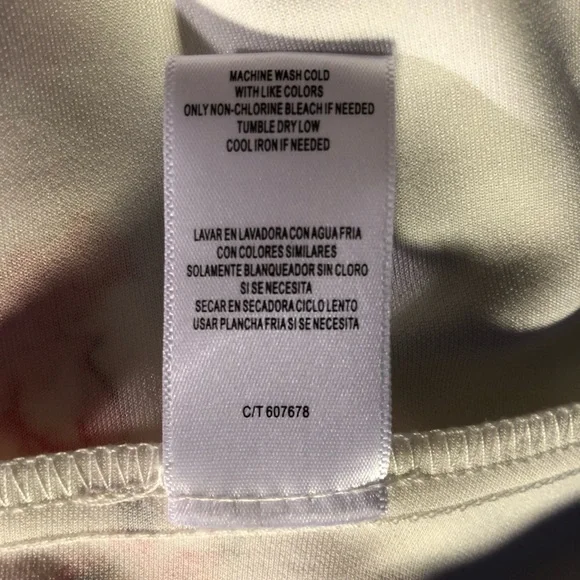 MACHINE WASH COLD
WITH LIKE COLORS
ONLY NON-CHLORINE BLEACH IF NEEDED
TUMBLE DRY LOW
COOL IRON IF NEEDED
LAVAR EN LAVADORA CON AGUA FRIA
CON COLORES SIMILARES
SOLAMENTE BLANQUEADOR SIN CLORO
SI SE NECESITA
SECAR EN SECADORA CICLO LENTO
USAR PLANCHA FRIA SI SE NECESITA
C/T 607678